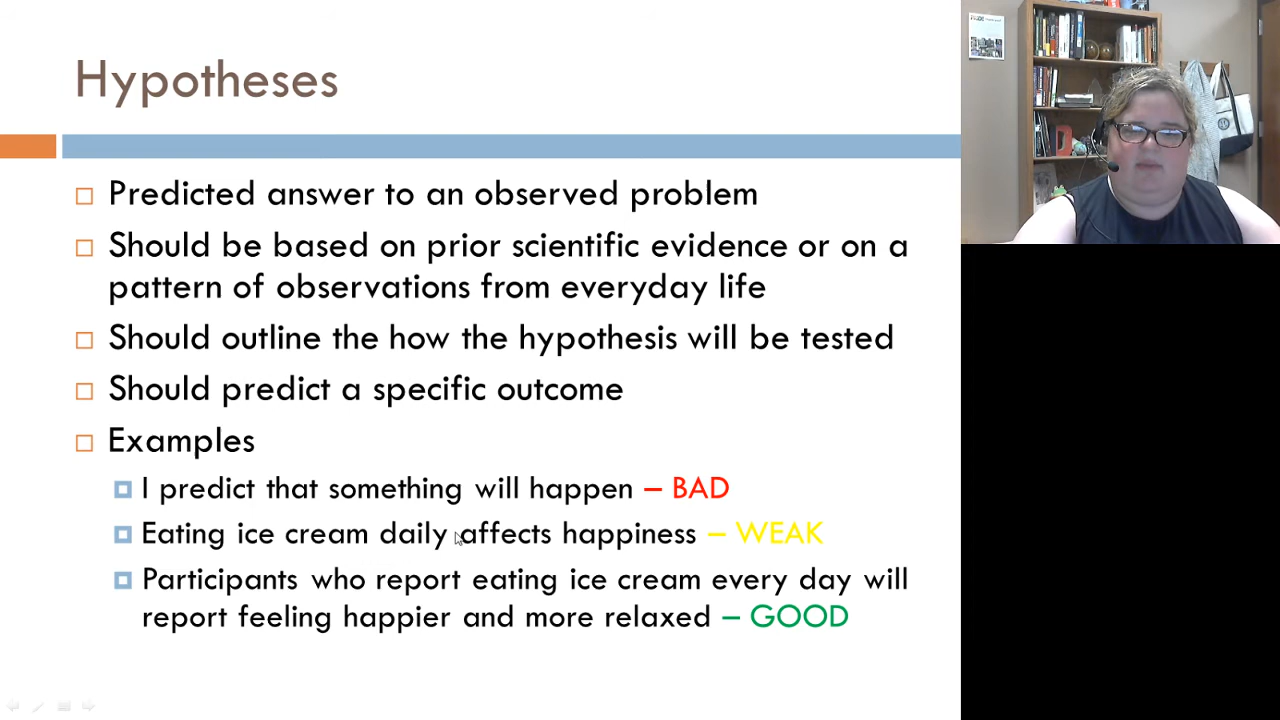 Hypotheses
Predicted answer to an observed problem
Should be based on prior scientific evidence or on a
pattern of observations from everyday life
Should outline the how the hypothesis will be tested
Should predict a specific outcome
Examples
I predict that something will happen – BAD
Eating ice cream daily affects happiness – WEAK
Participants who report eating ice cream every day will
report feeling happier and more relaxed – GOOD